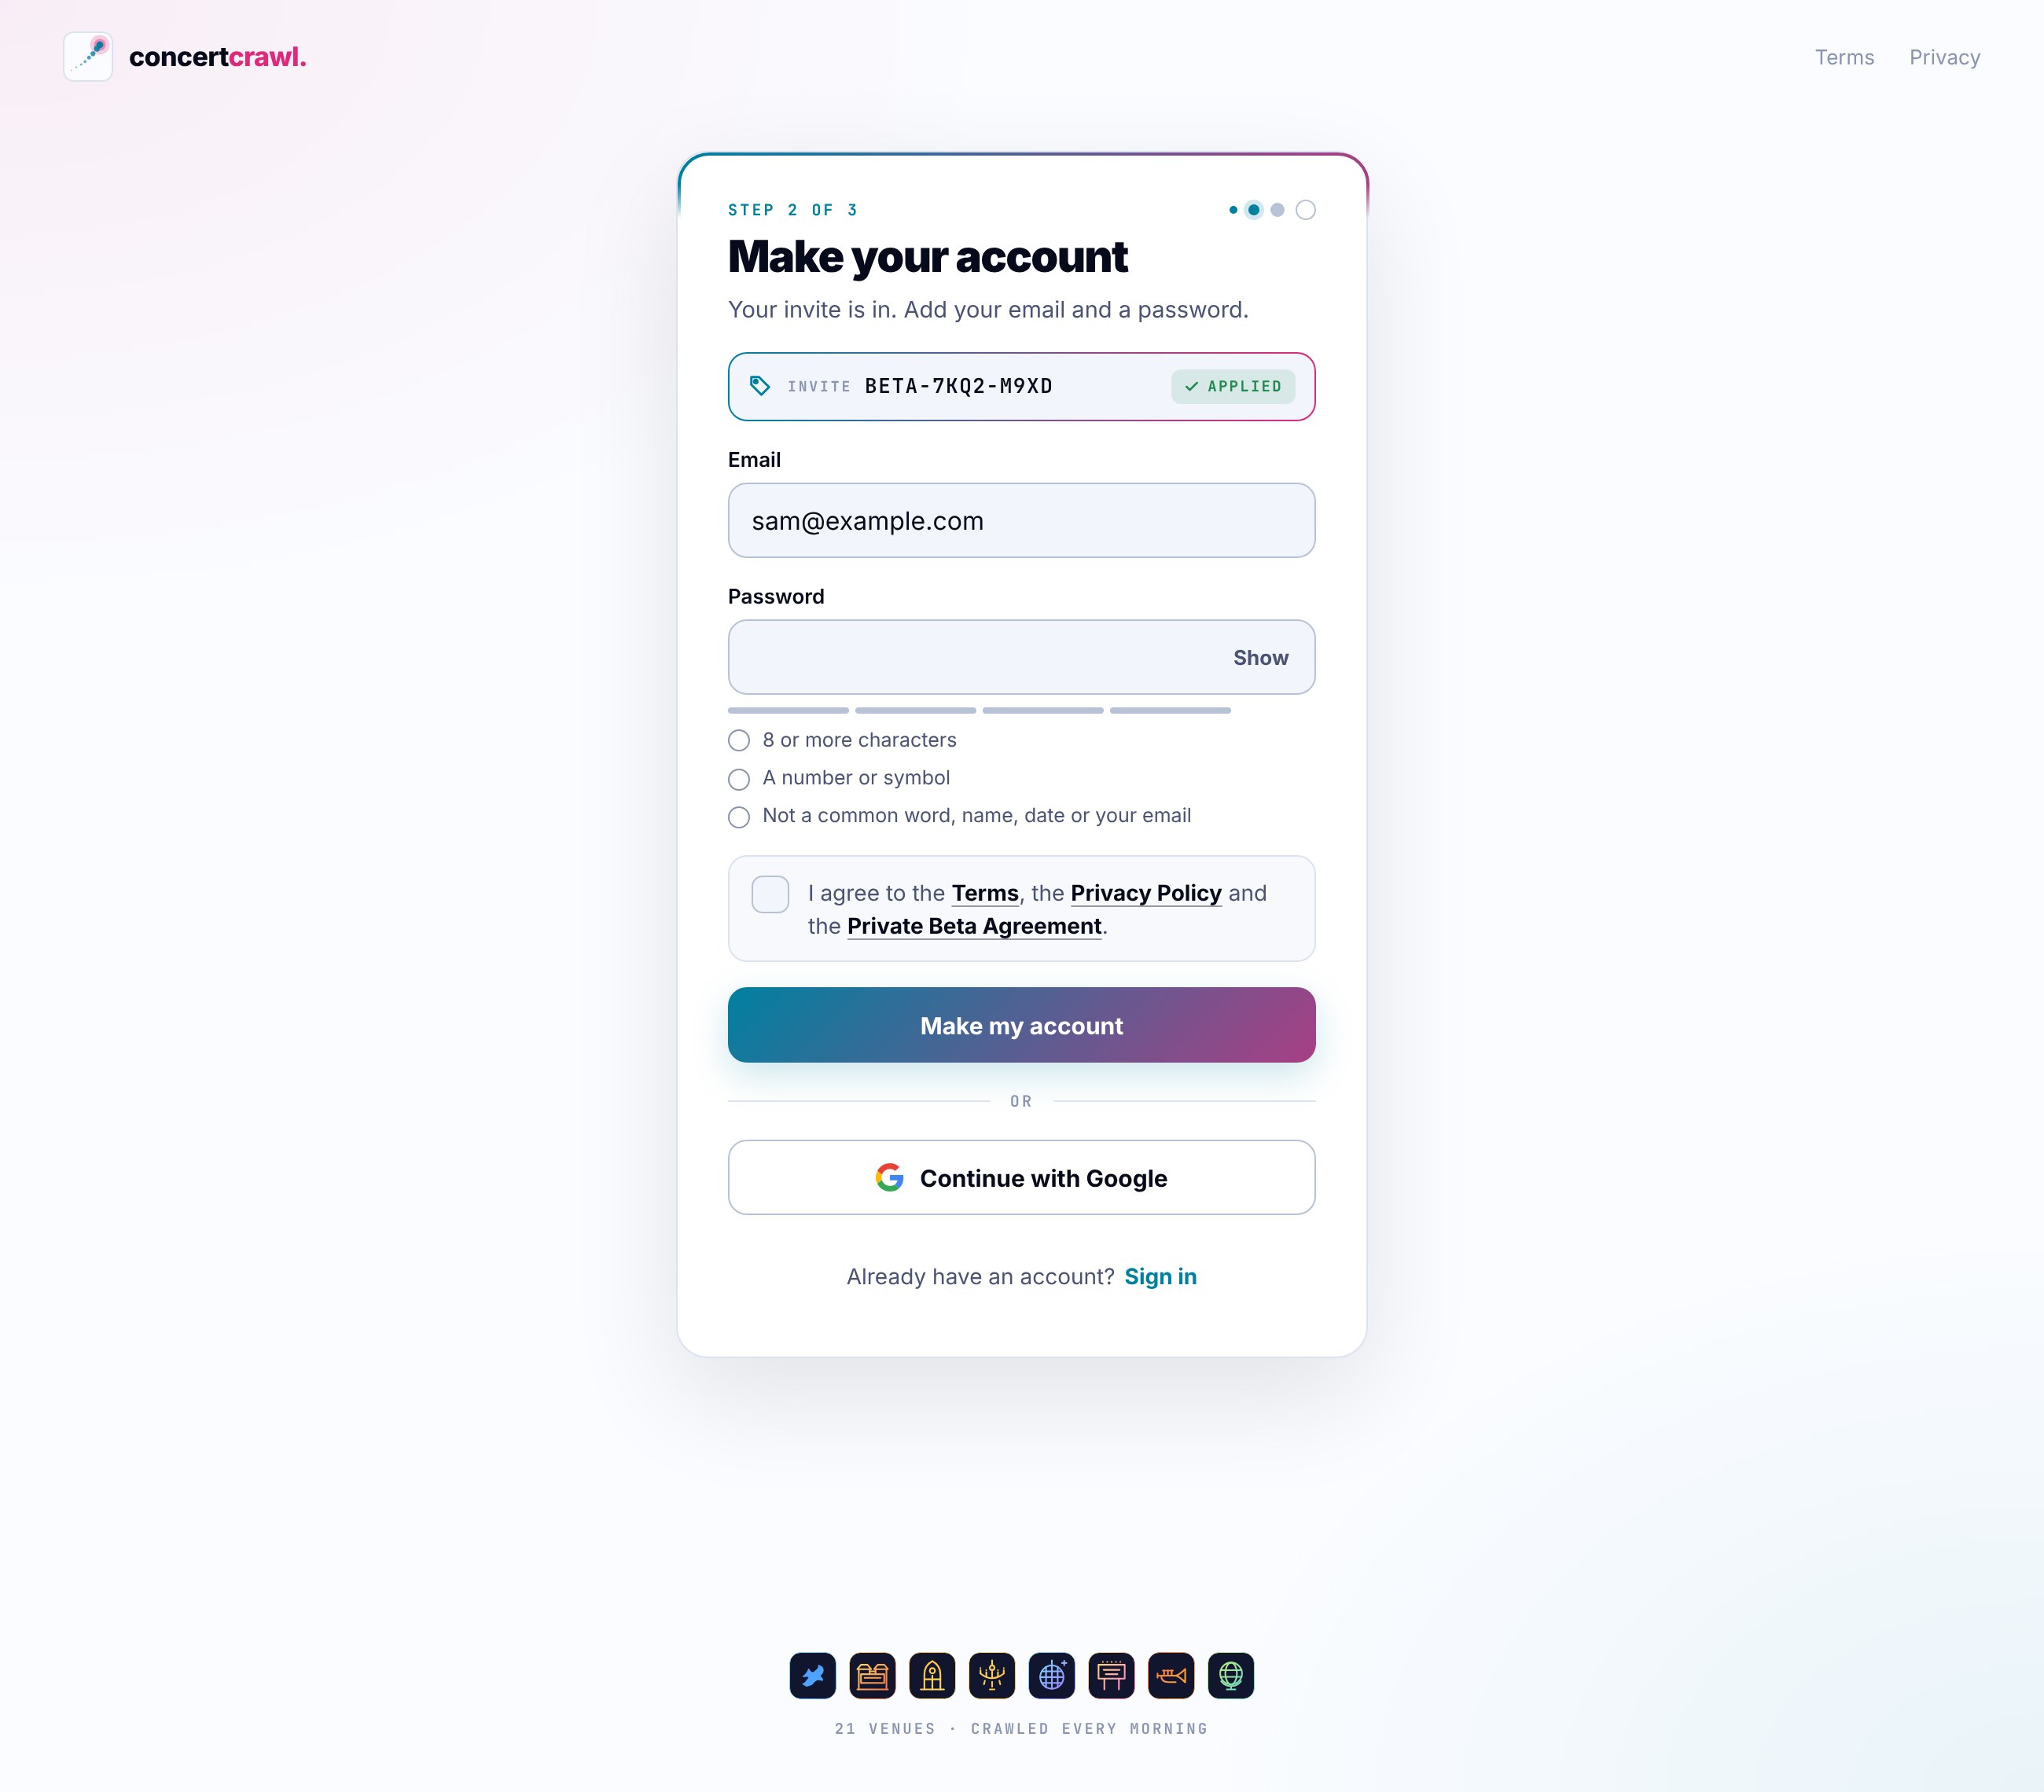 concertcrawl.
Terms Privacy
STEP 2 OF 3
Make your account
Your invite is in. Add your email and a password.
INVITE BETA-7KQ2-M9XD APPLIED
Email
sam@example.com
Password
Show
8 or more characters
A number or symbol
Not a common word, name, date or your email
I agree to the Terms, the Privacy Policy and
the Private Beta Agreement.
Make my account
OR
Continue with Google
Already have an account? Sign in
21 VENUES · CRAWLED EVERY MORNING